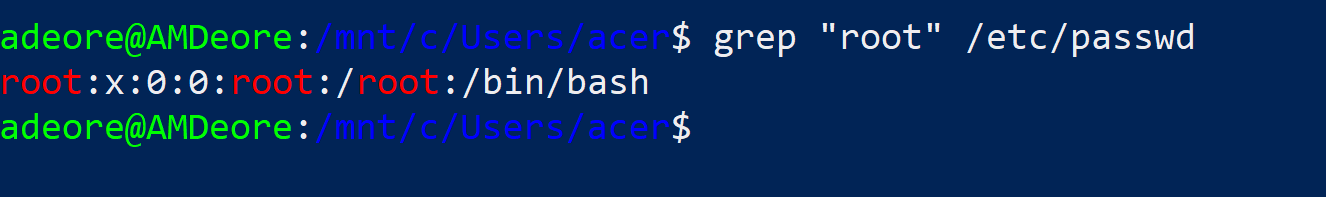 adeore@AMDeore:/mnt/c/Users/acer$ grep "root" /etc/passwd
root:x:0:0:root:/root:/bin/bash
adeore@AMDeore:/mnt/c/Users/acer$